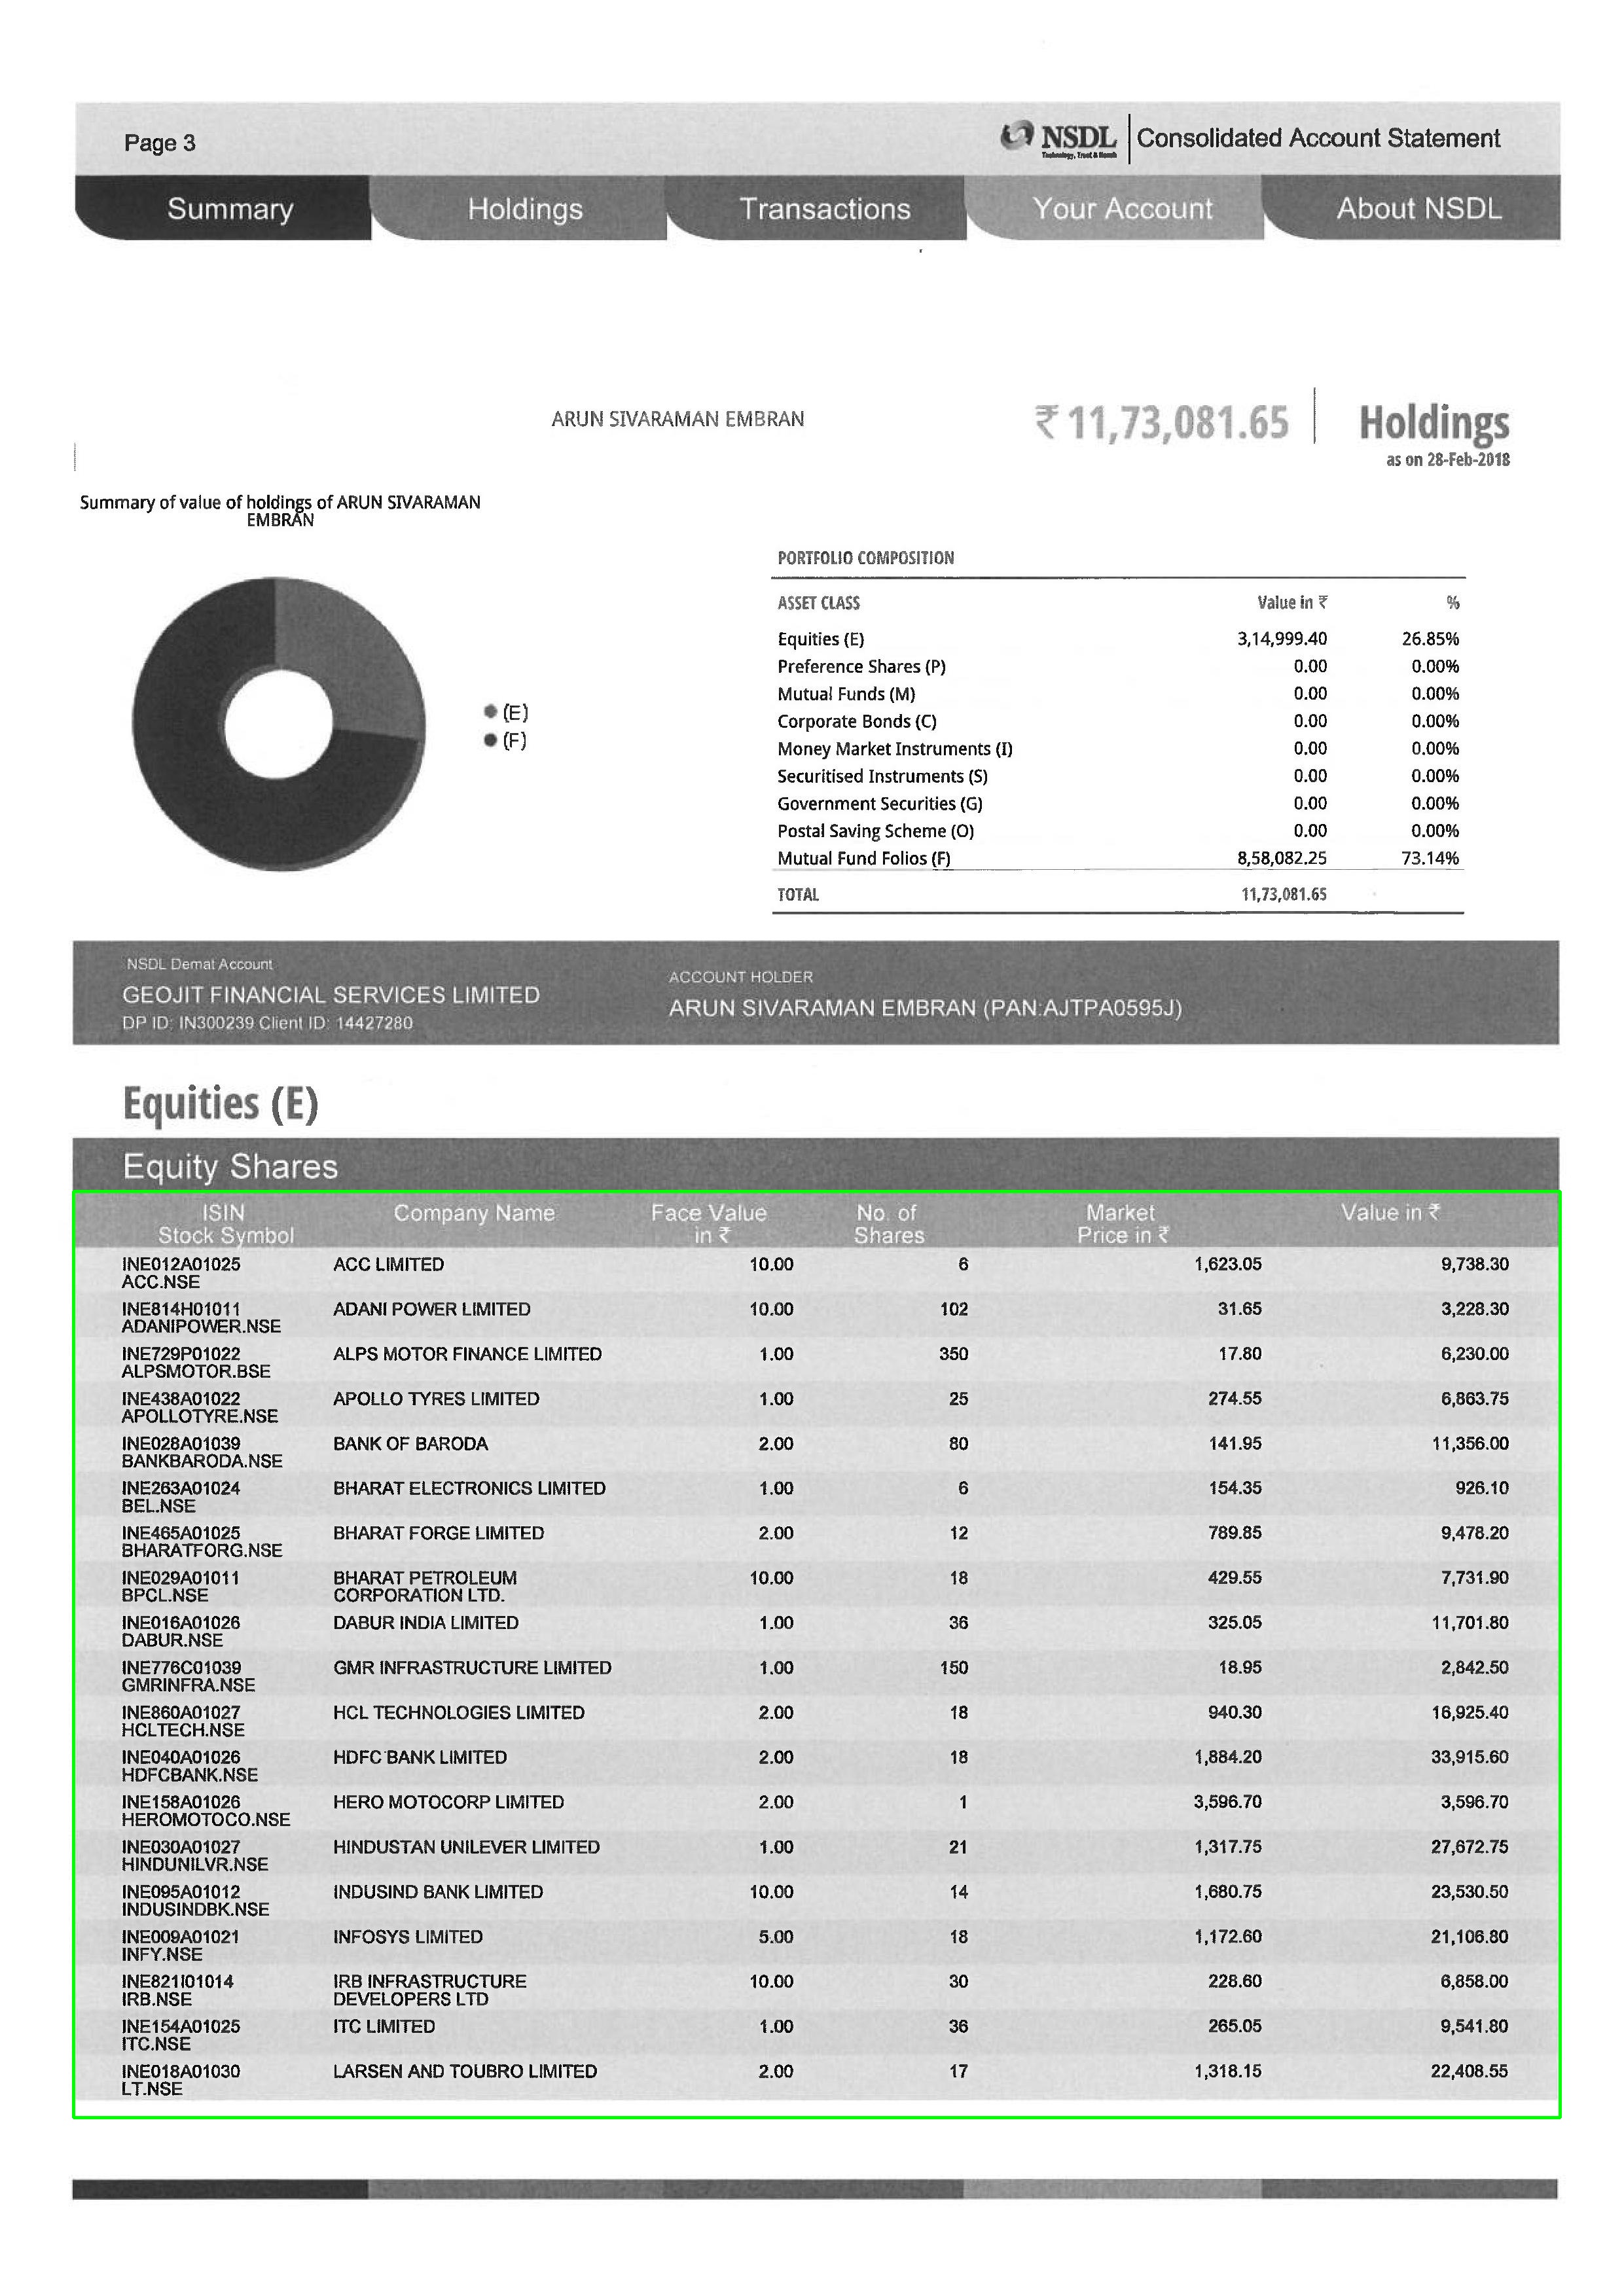 Page 3
NSDL
Technology, Trust & Reach
Consolidated Account Statement
Summary Holdings Transactions Your Account About NSDL
ARUN SIVARAMAN EMBRAN ₹ 11,73,081.65 Holdings
as on 28-Feb-2018
Summary of value of holdings of ARUN SIVARAMAN
EMBRAN
(E)
(F)
PORTFOLIO COMPOSITION
ASSET CLASS Value in ₹ %
Equities (E) 3,14,999.40 26.85%
Preference Shares (P) 0.00 0.00%
Mutual Funds (M) 0.00 0.00%
Corporate Bonds (C) 0.00 0.00%
Money Market Instruments (I) 0.00 0.00%
Securitised Instruments (S) 0.00 0.00%
Government Securities (G) 0.00 0.00%
Postal Saving Scheme (O) 0.00 0.00%
Mutual Fund Folios (F) 8,58,082.25 73.14%
TOTAL 11,73,081.65
NSDL Demat Account
GEOJIT FINANCIAL SERVICES LIMITED
DP ID: IN300239 Client ID: 14427280
ACCOUNT HOLDER
ARUN SIVARAMAN EMBRAN (PAN:AJTPA0595J)
Equities (E)
Equity Shares
ISIN Company Name Face Value No. of Market Value in ₹
Stock Symbol in ₹ Shares Price in ₹
INE012A01025 ACC LIMITED 10.00 6 1,623.05 9,738.30
ACC.NSE
INE814H01011 ADANI POWER LIMITED 10.00 102 31.65 3,228.30
ADANIPOWER.NSE
INE729P01022 ALPS MOTOR FINANCE LIMITED 1.00 350 17.80 6,230.00
ALPSMOTOR.BSE
INE438A01022 APOLLO TYRES LIMITED 1.00 25 274.55 6,863.75
APOLLOTYRE.NSE
INE028A01039 BANK OF BARODA 2.00 80 141.95 11,356.00
BANKBARODA.NSE
INE263A01024 BHARAT ELECTRONICS LIMITED 1.00 6 154.35 926.10
BEL.NSE
INE465A01025 BHARAT FORGE LIMITED 2.00 12 789.85 9,478.20
BHARATFORG.NSE
INE029A01011 BHARAT PETROLEUM 10.00 18 429.55 7,731.90
BPCL.NSE CORPORATION LTD.
INE016A01026 DABUR INDIA LIMITED 1.00 36 325.05 11,701.80
DABUR.NSE
INE776C01039 GMR INFRASTRUCTURE LIMITED 1.00 150 18.95 2,842.50
GMRINFRA.NSE
INE860A01027 HCL TECHNOLOGIES LIMITED 2.00 18 940.30 16,925.40
HCLTECH.NSE
INE040A01026 HDFC BANK LIMITED 2.00 18 1,884.20 33,915.60
HDFCBANK.NSE
INE158A01026 HERO MOTOCORP LIMITED 2.00 1 3,596.70 3,596.70
HEROMOTOCO.NSE
INE030A01027 HINDUSTAN UNILEVER LIMITED 1.00 21 1,317.75 27,672.75
HINDUNILVR.NSE
INE095A01012 INDUSIND BANK LIMITED 10.00 14 1,680.75 23,530.50
INDUSINDBK.NSE
INE009A01021 INFOSYS LIMITED 5.00 18 1,172.60 21,106.80
INFY.NSE
INE821I01014 IRB INFRASTRUCTURE 10.00 30 228.60 6,858.00
IRB.NSE DEVELOPERS LTD
INE154A01025 ITC LIMITED 1.00 36 265.05 9,541.80
ITC.NSE
INE018A01030 LARSEN AND TOUBRO LIMITED 2.00 17 1,318.15 22,408.55
LT.NSE